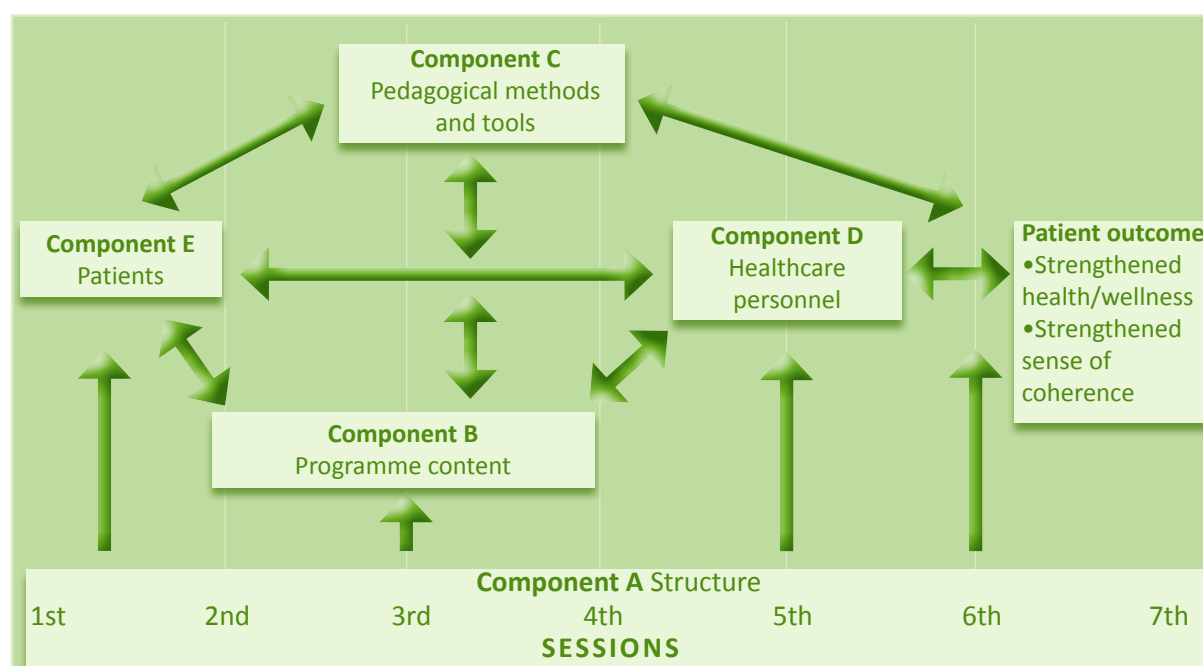 Component C
Pedagogical methods
and tools
Component E
Patients
Component D
Healthcare
personnel
Patient outcome
•Strengthened
health/wellness
•Strengthened
sense of
coherence
Component B
Programme content
Component A Structure
1st 2nd 3rd 4th 5th 6th 7th
SESSIONS